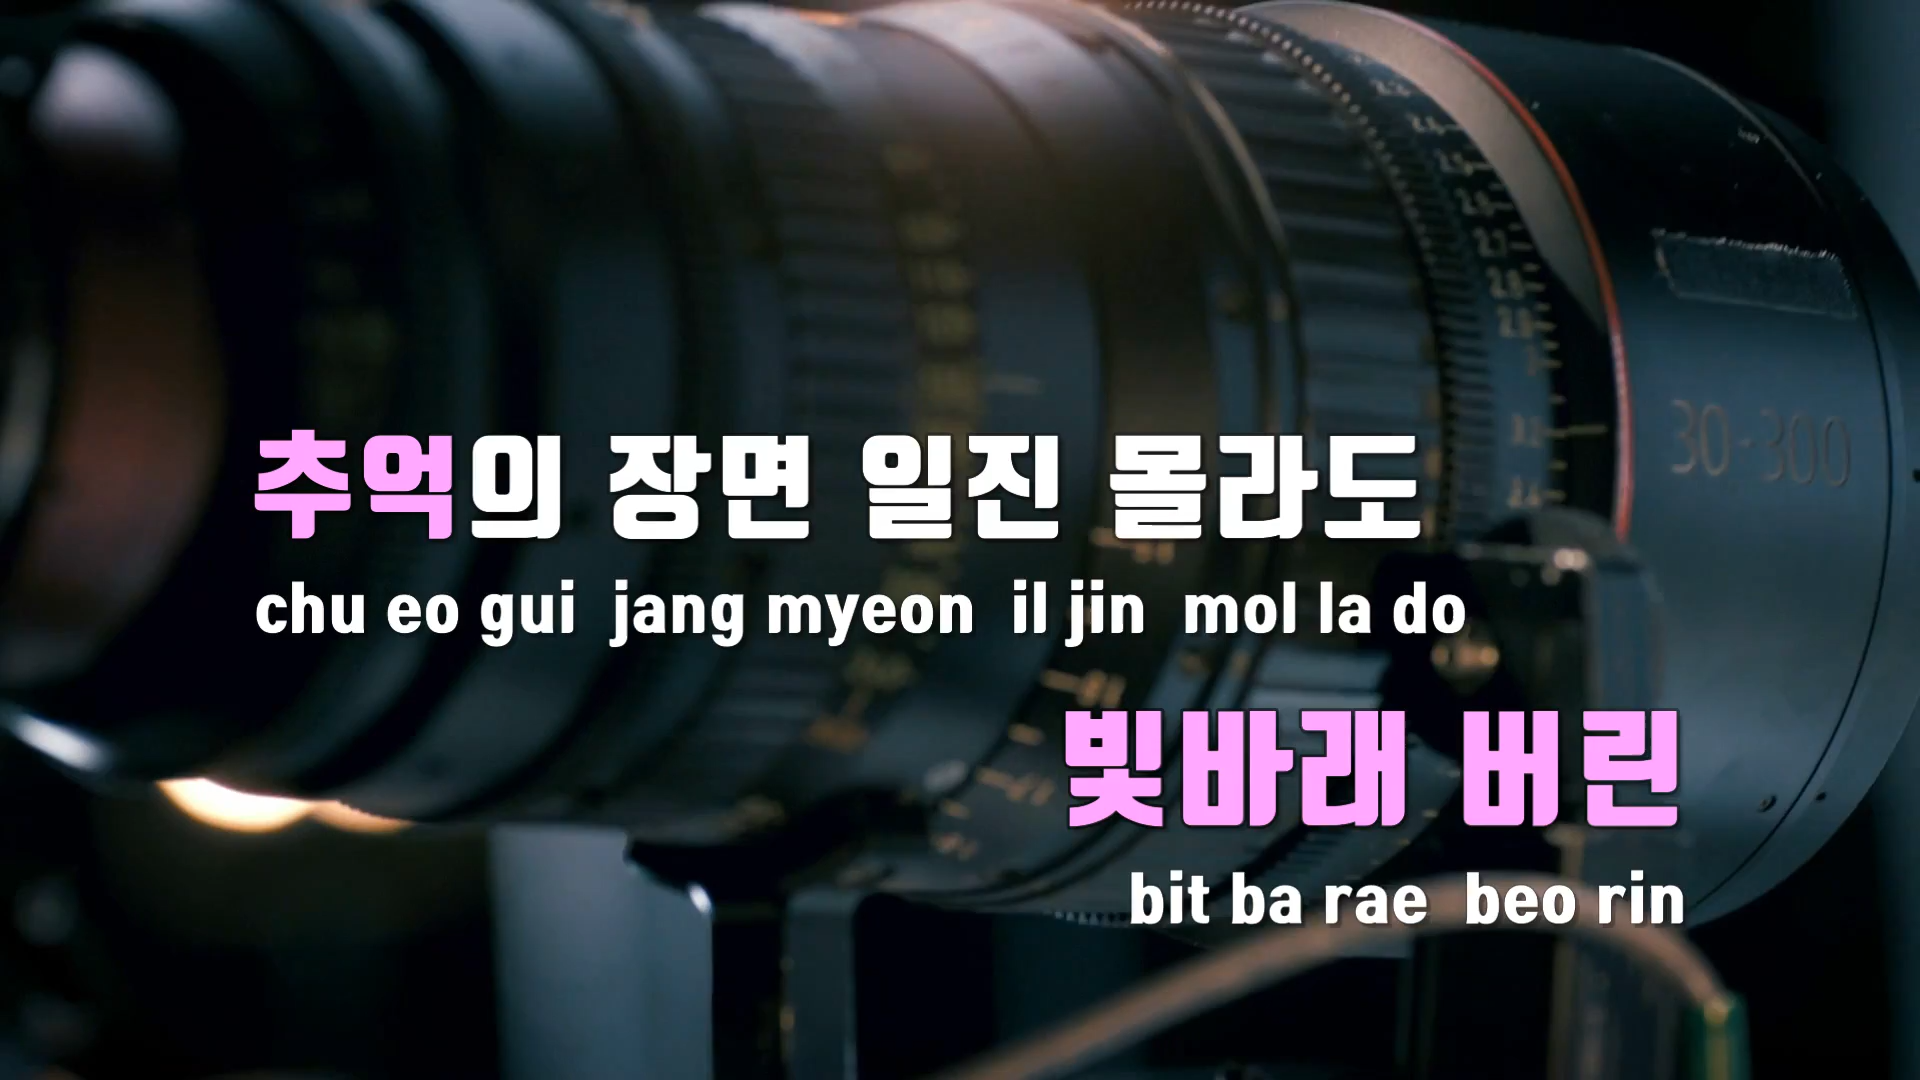 추억의 장면 일진 몰라도
chu eo gui jang myeon il jin mol la do
빛바래 버린
bit ba rae beo rin
30-300